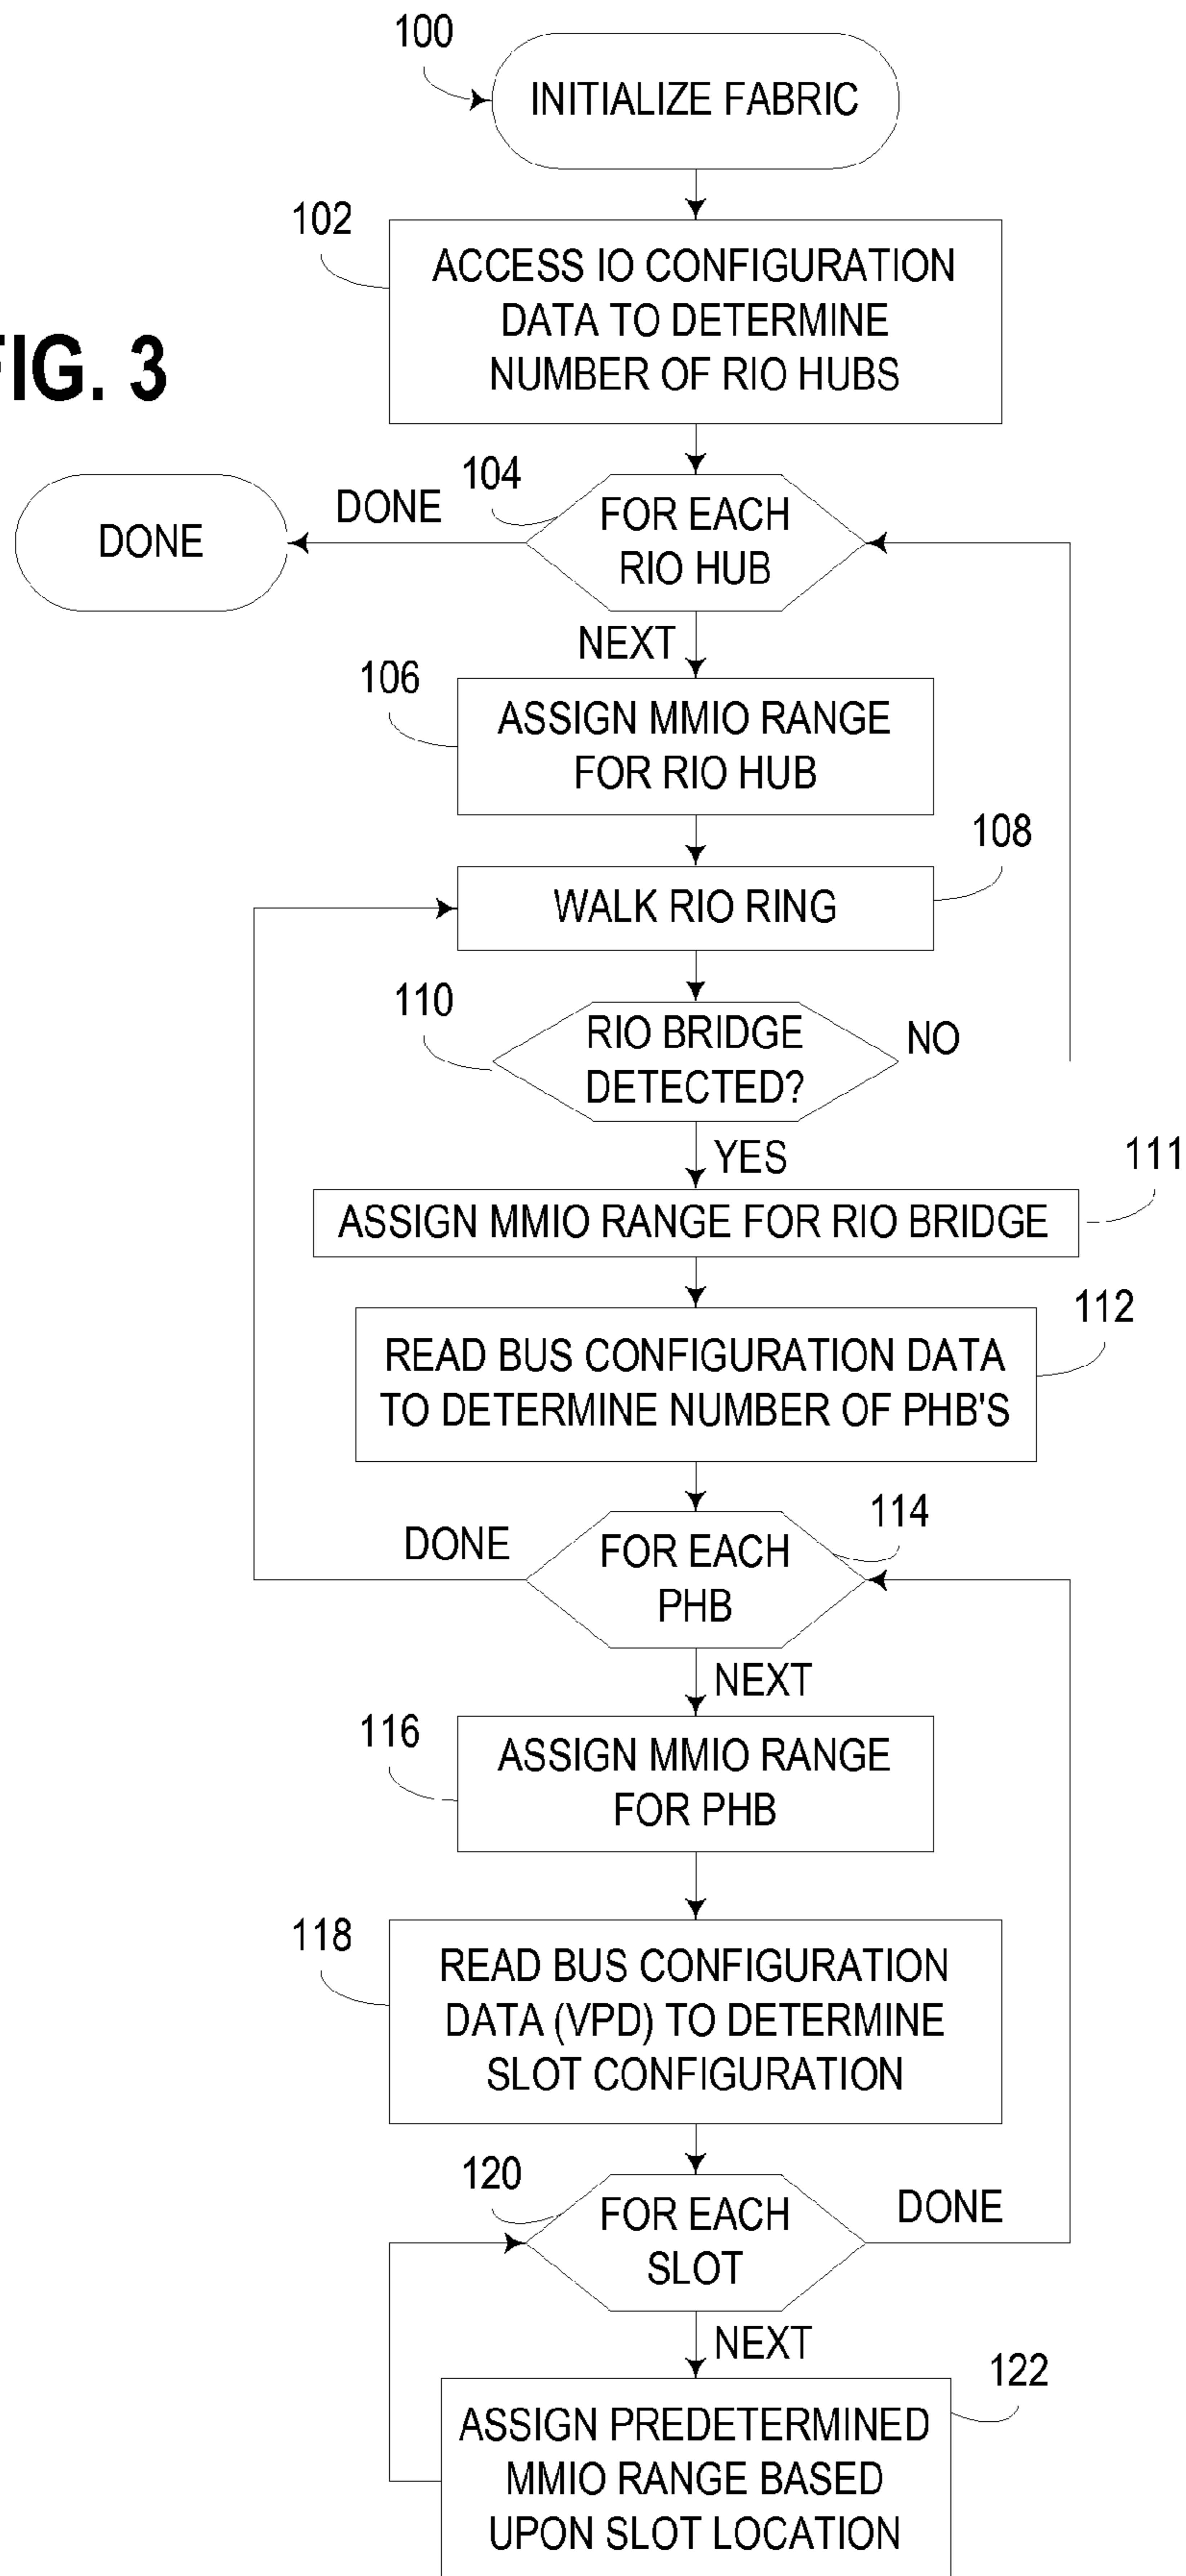 100
INITIALIZE FABRIC
102
ACCESS IO CONFIGURATION
DATA TO DETERMINE
NUMBER OF RIO HUBS
FIG. 3
104
DONE
DONE
FOR EACH
RIO HUB
NEXT
106
ASSIGN MMIO RANGE
FOR RIO HUB
108
WALK RIO RING
110
RIO BRIDGE
DETECTED?
NO
YES
111
ASSIGN MMIO RANGE FOR RIO BRIDGE
112
READ BUS CONFIGURATION DATA
TO DETERMINE NUMBER OF PHB'S
114
DONE
FOR EACH
PHB
NEXT
116
ASSIGN MMIO RANGE
FOR PHB
118
READ BUS CONFIGURATION
DATA (VPD) TO DETERMINE
SLOT CONFIGURATION
120
FOR EACH
SLOT
DONE
NEXT
122
ASSIGN PREDETERMINED
MMIO RANGE BASED
UPON SLOT LOCATION